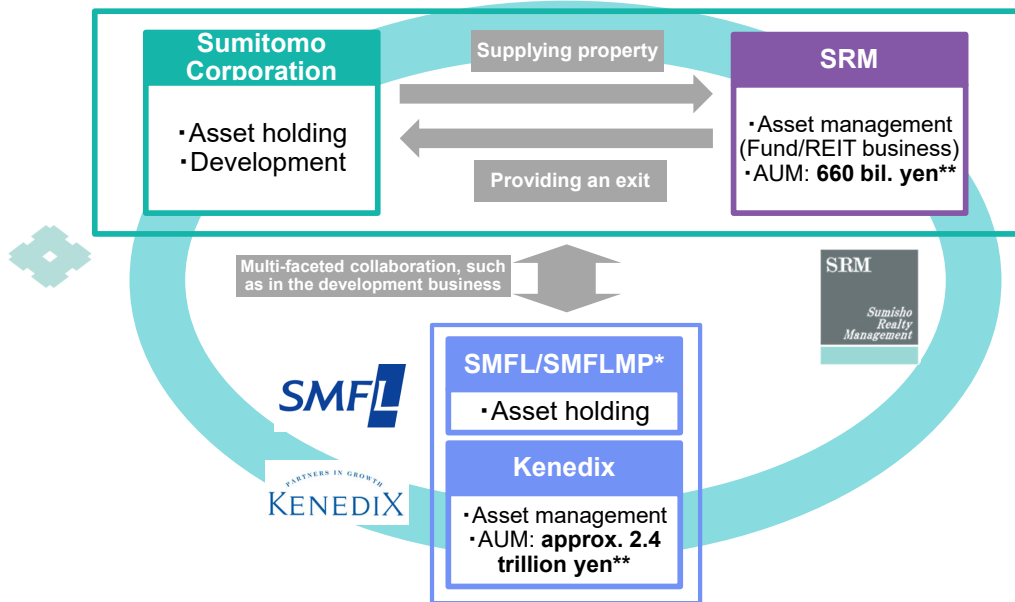 Sumitomo
Corporation
・Asset holding
・Development
Supplying property
Providing an exit
SRM
・Asset management
(Fund/REIT business)
・AUM: 660 bil. yen**
Multi-faceted collaboration, such
as in the development business
SRM
Sumisho
Realty
Management
SMFL/SMFLMP*
・Asset holding
SMFL
Kenedix
PARTNERS IN GROWTH
KENEDIX
・Asset management
・AUM: approx. 2.4
trillion yen**